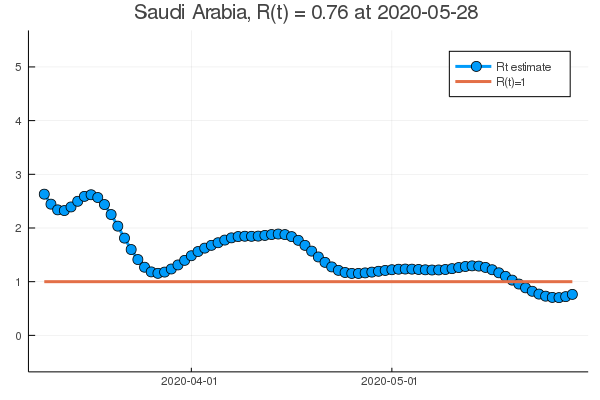 Saudi Arabia, R(t) = 0.76 at 2020-05-28
Rt estimate
R(t)=1
5
4
3
2
1
0
2020-04-01
2020-05-01